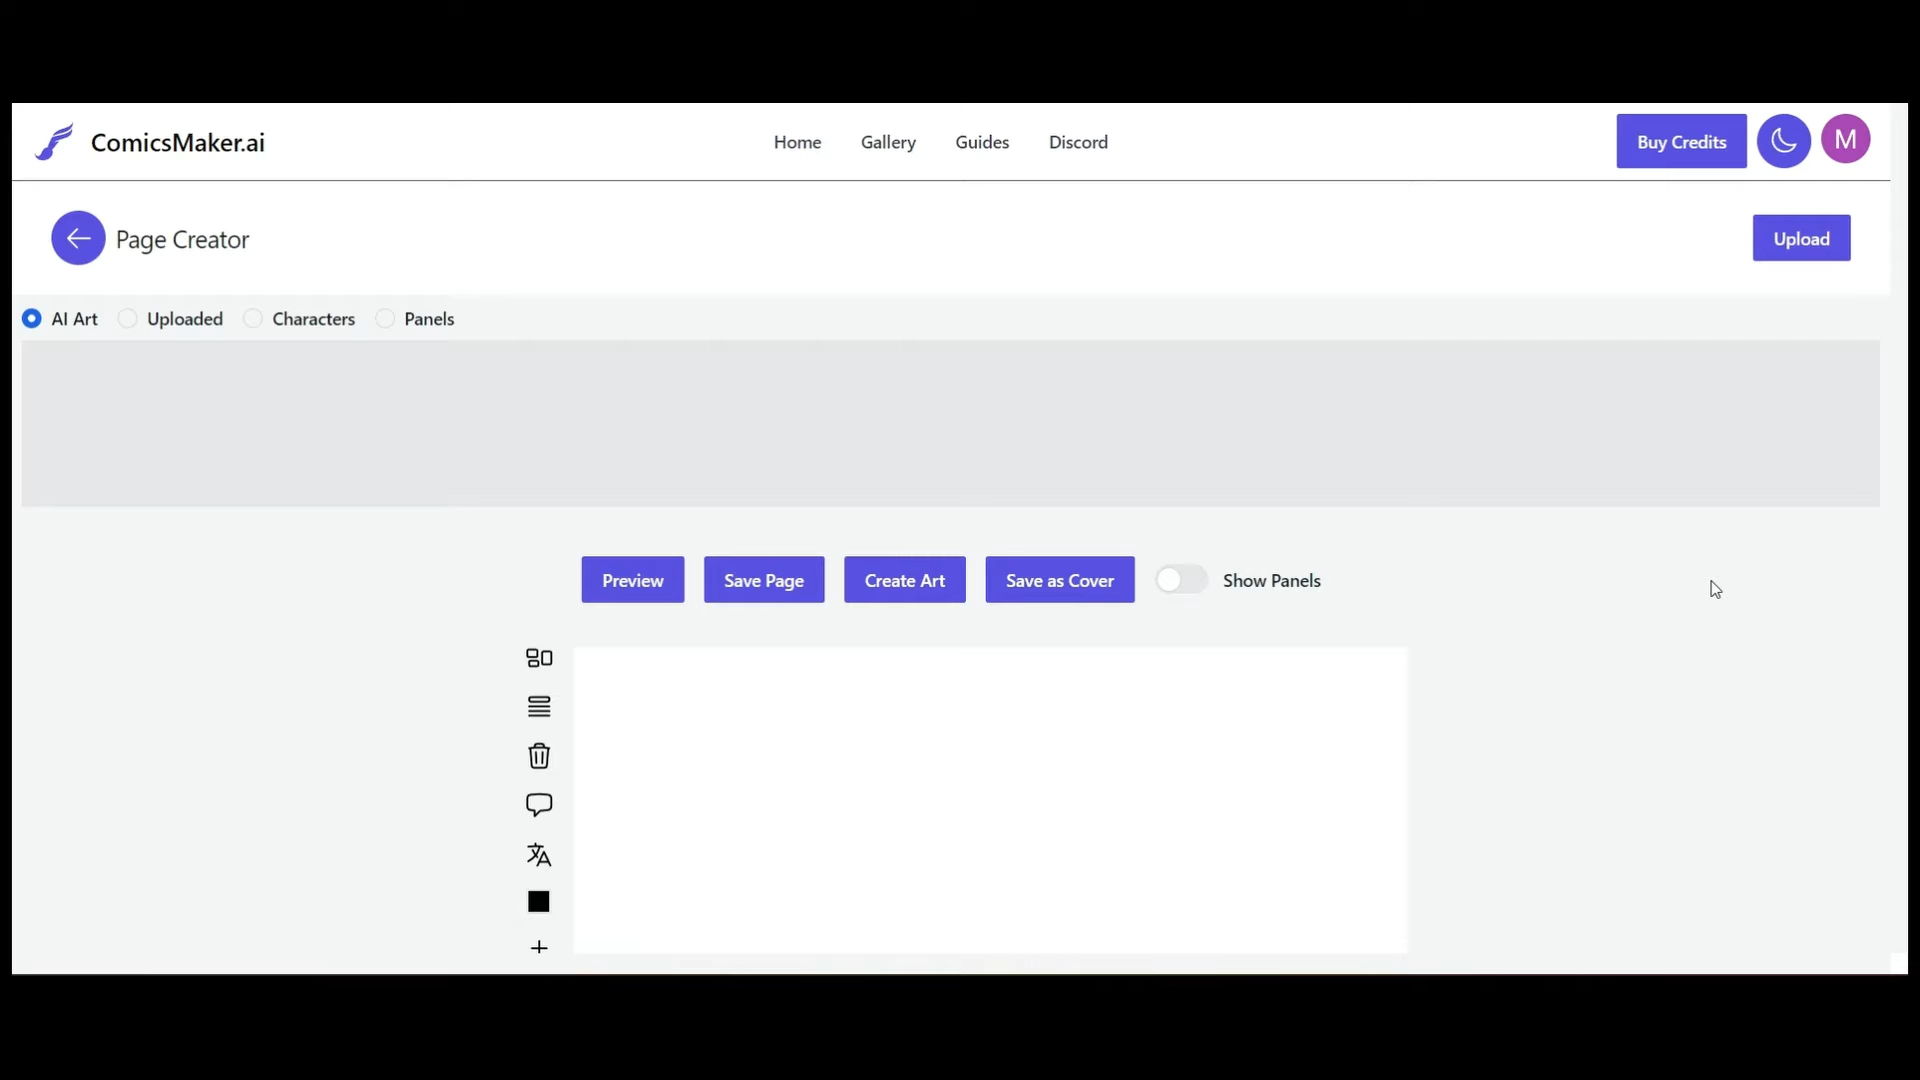 ComicsMaker.ai
Home Gallery Guides Discord
Buy Credits
M
Page Creator
Upload
AI Art Uploaded Characters Panels
Preview Save Page Create Art Save as Cover Show Panels